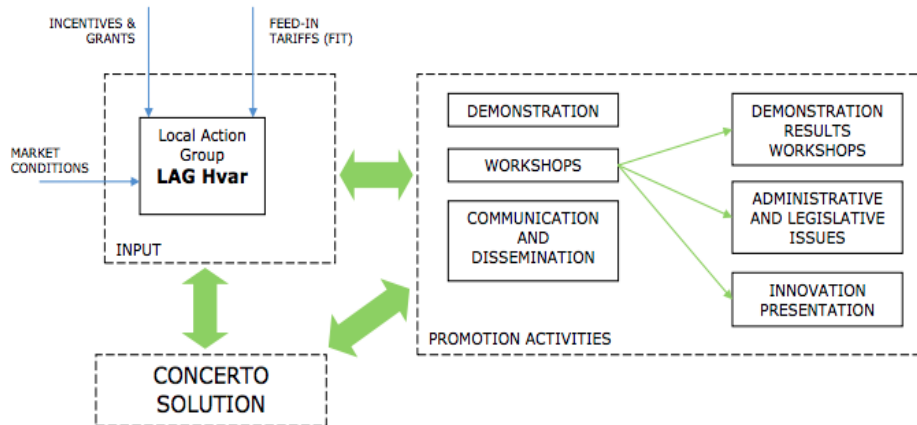 INCENTIVES &
GRANTS
FEED-IN
TARIFFS (FIT)
MARKET
CONDITIONS
Local Action
Group
LAG Hvar
INPUT
DEMONSTRATION
WORKSHOPS
COMMUNICATION
AND
DISSEMINATION
DEMONSTRATION
RESULTS
WORKSHOPS
ADMINISTRATIVE
AND LEGISLATIVE
ISSUES
INNOVATION
PRESENTATION
PROMOTION ACTIVITIES
CONCERTO
SOLUTION